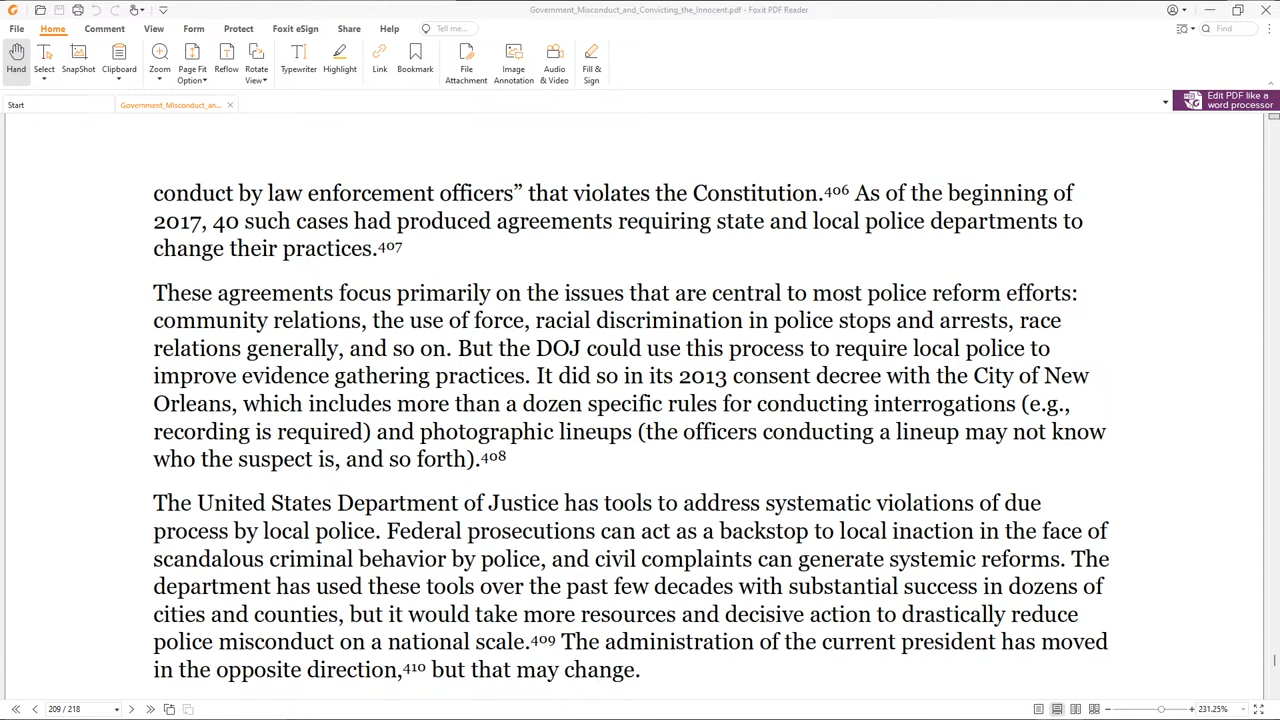 Government_Misconduct_and_Convicting_the_Innocent.pdf - Foxit PDF Reader
File Home Comment View Form Protect Foxit eSign Share Help Tell me... Find
Hand Select SnapShot Clipboard Zoom Page Fit Option Reflow Rotate View Typewriter Highlight Link Bookmark File Attachment Image Annotation Audio & Video Fill & Sign
Start Government_Misconduct_an... Edit PDF like a word processor
conduct by law enforcement officers” that violates the Constitution.406 As of the beginning of
2017, 40 such cases had produced agreements requiring state and local police departments to
change their practices.407
These agreements focus primarily on the issues that are central to most police reform efforts:
community relations, the use of force, racial discrimination in police stops and arrests, race
relations generally, and so on. But the DOJ could use this process to require local police to
improve evidence gathering practices. It did so in its 2013 consent decree with the City of New
Orleans, which includes more than a dozen specific rules for conducting interrogations (e.g.,
recording is required) and photographic lineups (the officers conducting a lineup may not know
who the suspect is, and so forth).408
The United States Department of Justice has tools to address systematic violations of due
process by local police. Federal prosecutions can act as a backstop to local inaction in the face of
scandalous criminal behavior by police, and civil complaints can generate systemic reforms. The
department has used these tools over the past few decades with substantial success in dozens of
cities and counties, but it would take more resources and decisive action to drastically reduce
police misconduct on a national scale.409 The administration of the current president has moved
in the opposite direction,410 but that may change.
209 / 218 231.25%